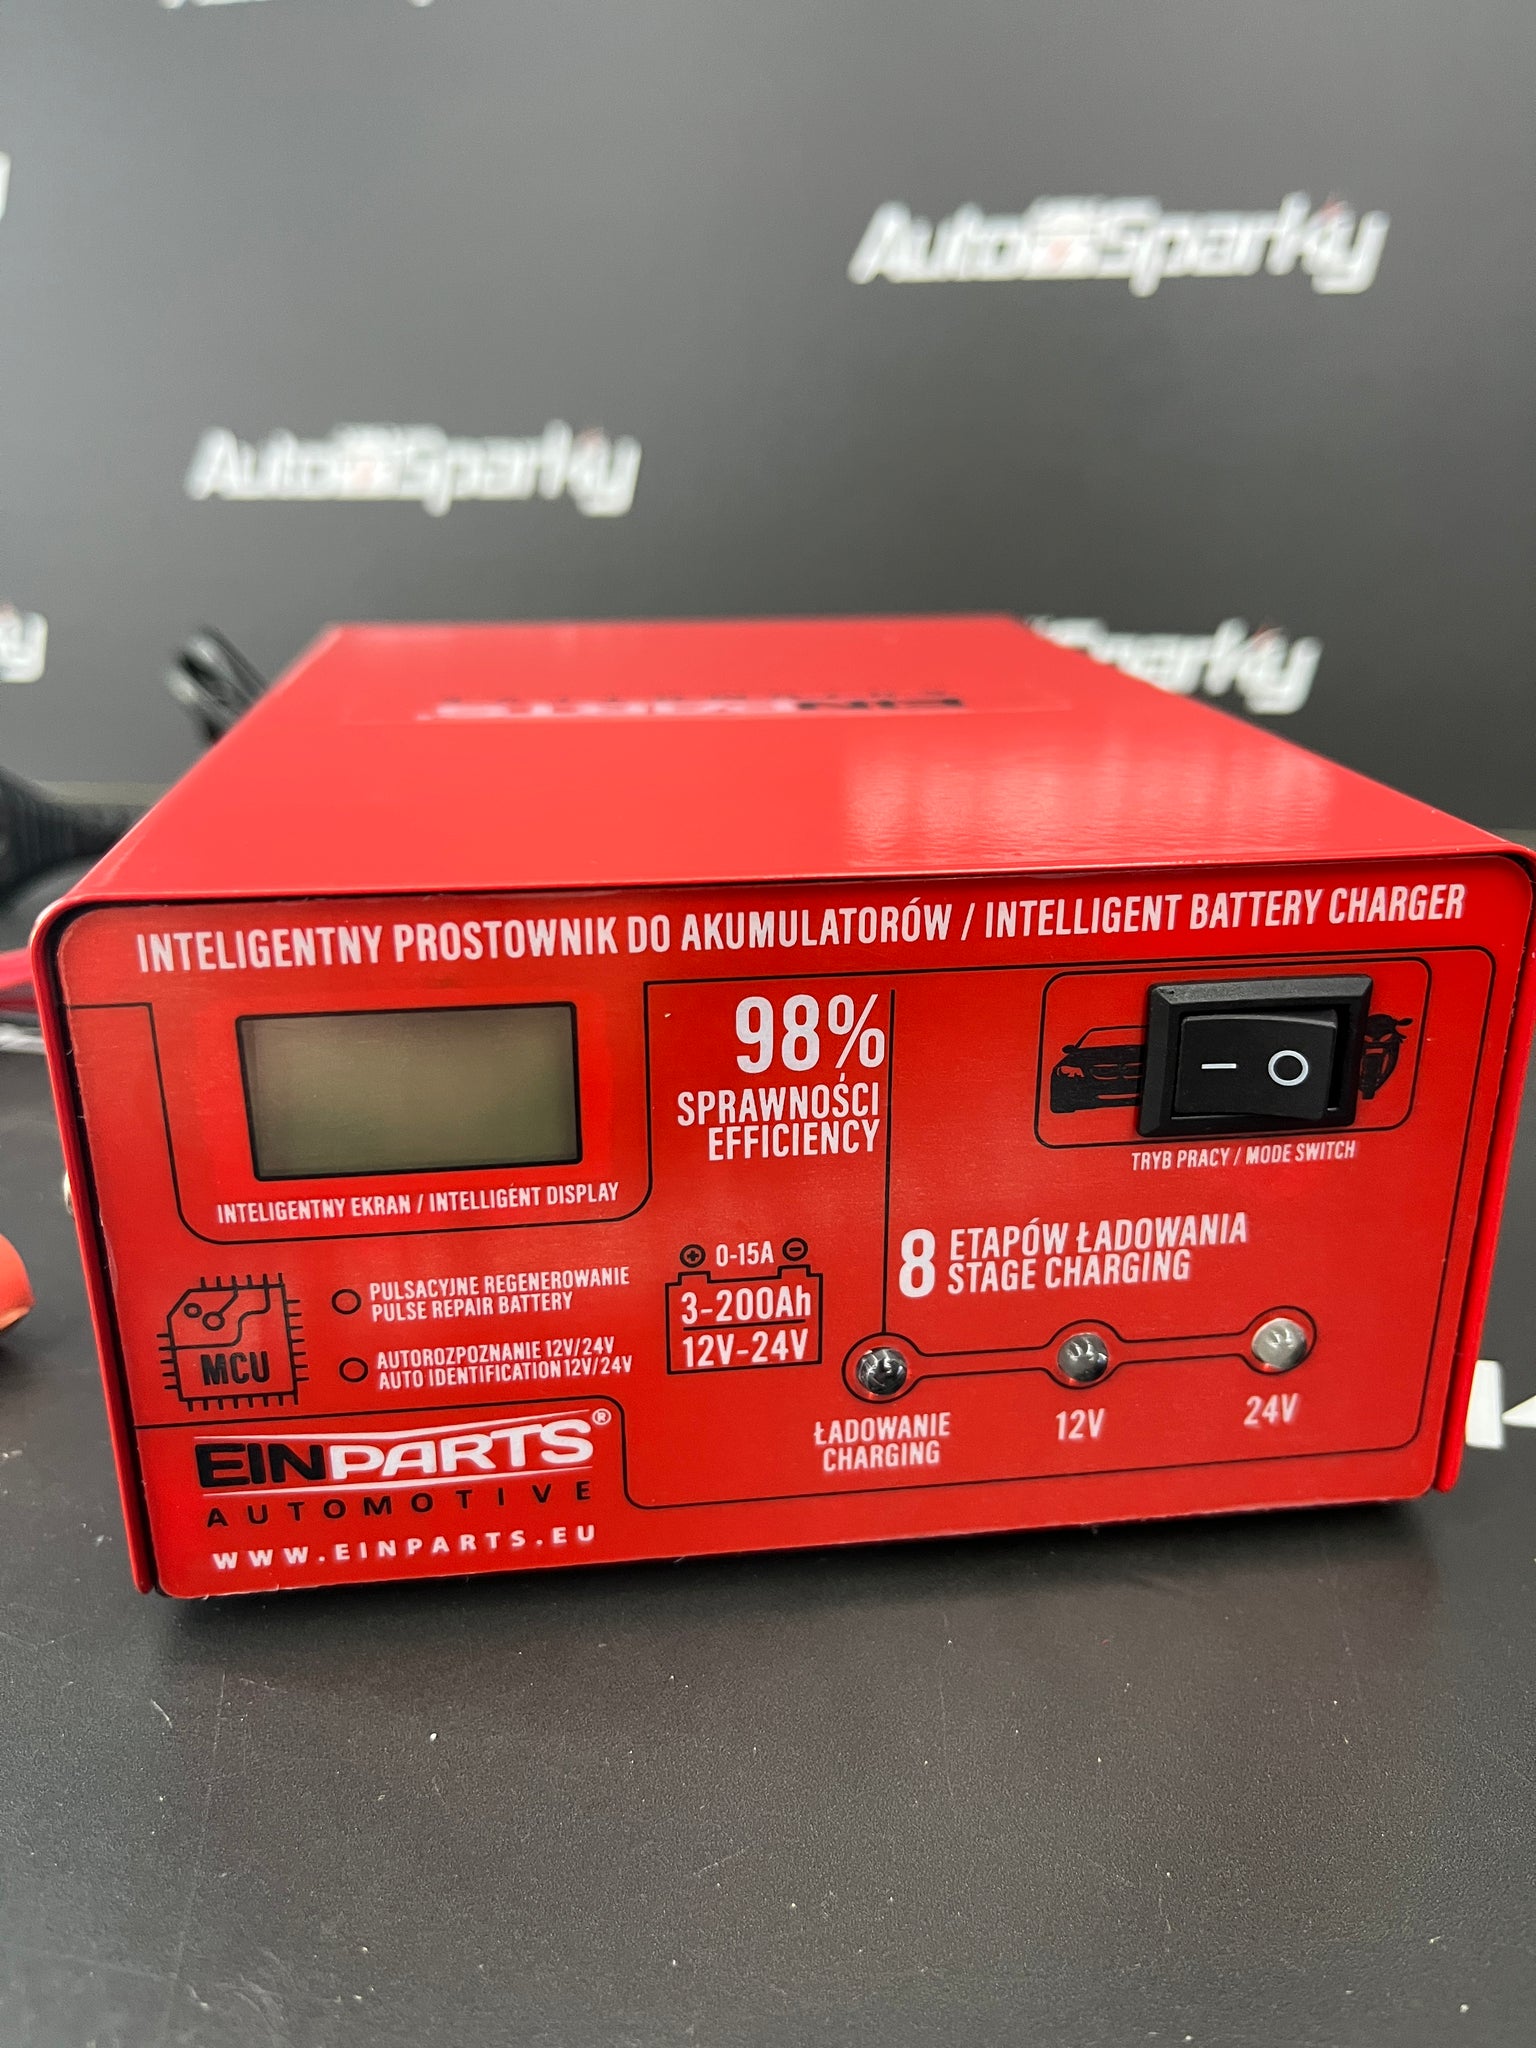 AutoSparky
AutoSparky
Sparky
EINPARTS
INTELIGENTNY PROSTOWNIK DO AKUMULATORÓW / INTELLIGENT BATTERY CHARGER
98%
SPRAWNOŚCI
EFFICIENCY
– O
TRYB PRACY / MODE SWITCH
INTELIGENTNY EKRAN / INTELLIGENT DISPLAY
8 ETAPÓW ŁADOWANIA
STAGE CHARGING
+ 0-15A −
3-200Ah
12V-24V
MCU
PULSACYJNE REGENEROWANIE
PULSE REPAIR BATTERY
AUTOROZPOZNANIE 12V/24V
AUTO IDENTIFICATION 12V/24V
ŁADOWANIE
CHARGING
12V
24V
EINPARTS®
AUTOMOTIVE
WWW.EINPARTS.EU